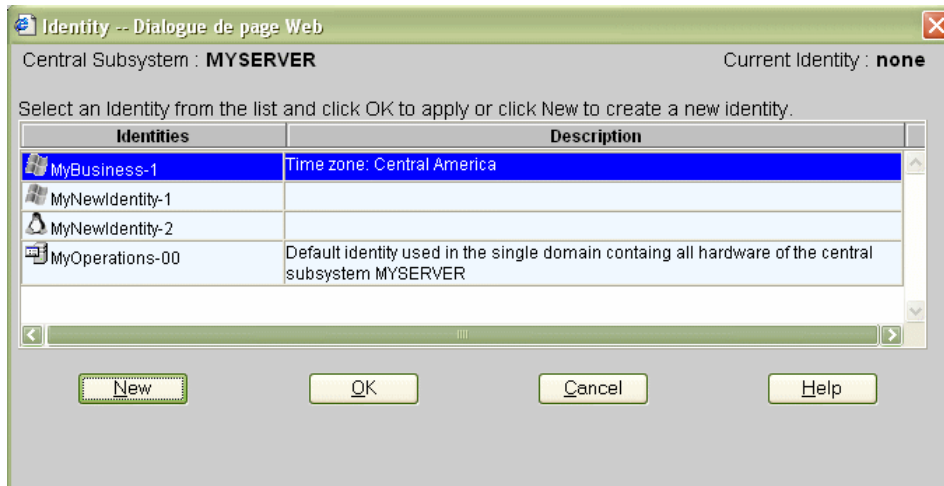 Identity -- Dialogue de page Web
Central Subsystem : MYSERVER Current Identity : none
Select an Identity from the list and click OK to apply or click New to create a new identity.
Identities Description
MyBusiness-1 Time zone: Central America
MyNewIdentity-1
MyNewIdentity-2
MyOperations-00 Default identity used in the single domain containg all hardware of the central
subsystem MYSERVER
New OK Cancel Help